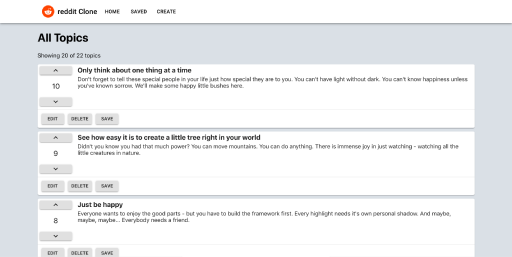 reddit Clone HOME SAVED CREATE
All Topics
Showing 20 of 22 topics
Only think about one thing at a time
10
Don't forget to tell these special people in your life just how special they are to you. You can't have light without dark. You can't know happiness unless
you've known sorrow. We'll make some happy little bushes here.
EDIT DELETE SAVE
See how easy it is to create a little tree right in your world
9
Didn't you know you had that much power? You can move mountains. You can do anything. There is immense joy in just watching - watching all the
little creatures in nature.
EDIT DELETE SAVE
Just be happy
8
Everyone wants to enjoy the good parts - but you have to build the framework first. Every highlight needs it's own personal shadow. And maybe,
maybe, maybe... Everybody needs a friend.
EDIT DELETE SAVE